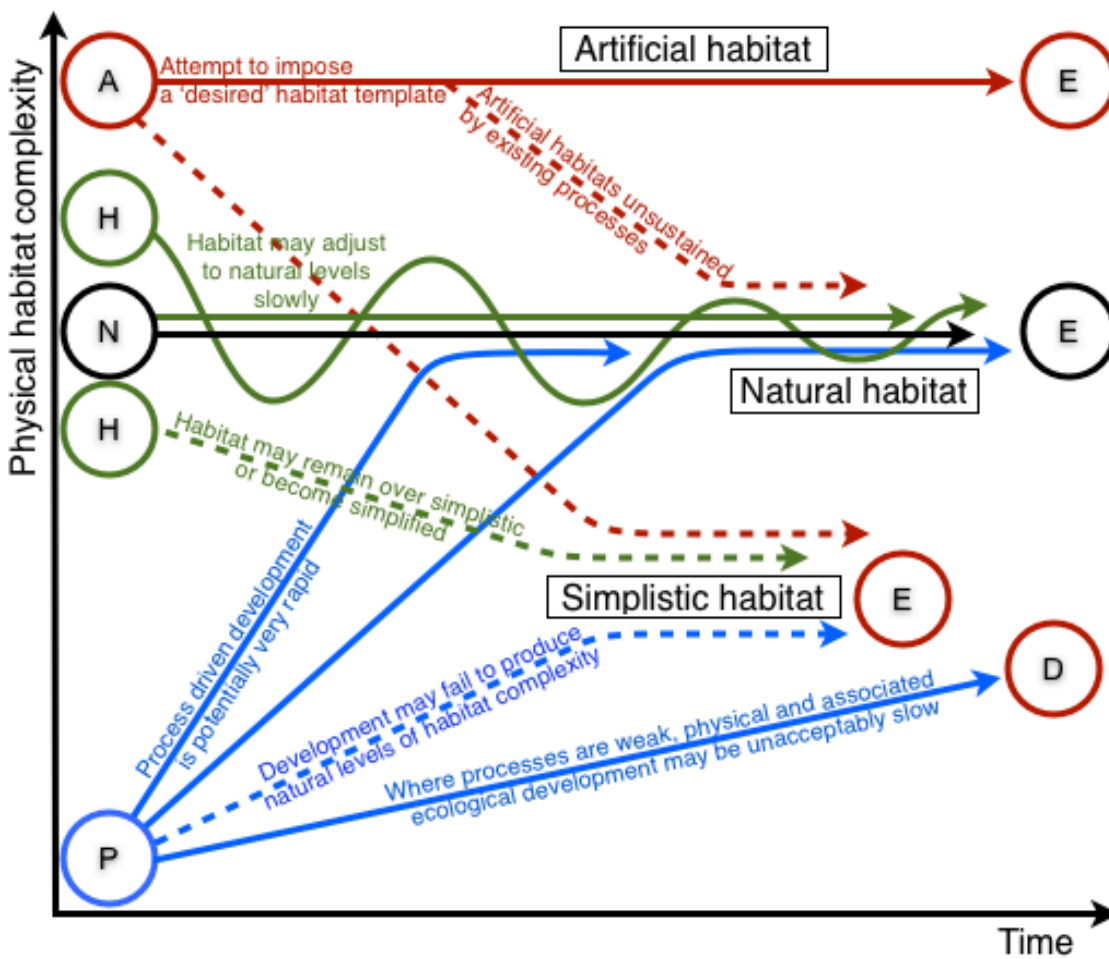 Physical habitat complexity
Artificial habitat
A
Attempt to impose
a 'desired' habitat template
E
Artificial habitats unsustained
by existing processes
H
Habitat may adjust
to natural levels
slowly
N
E
Natural habitat
H
Habitat may remain over simplistic
or become simplified
Process driven development
is potentially very rapid
Simplistic habitat
E
Development may fail to produce
natural levels of habitat complexity
D
Where processes are weak, physical and associated
ecological development may be unacceptably slow
P
Time